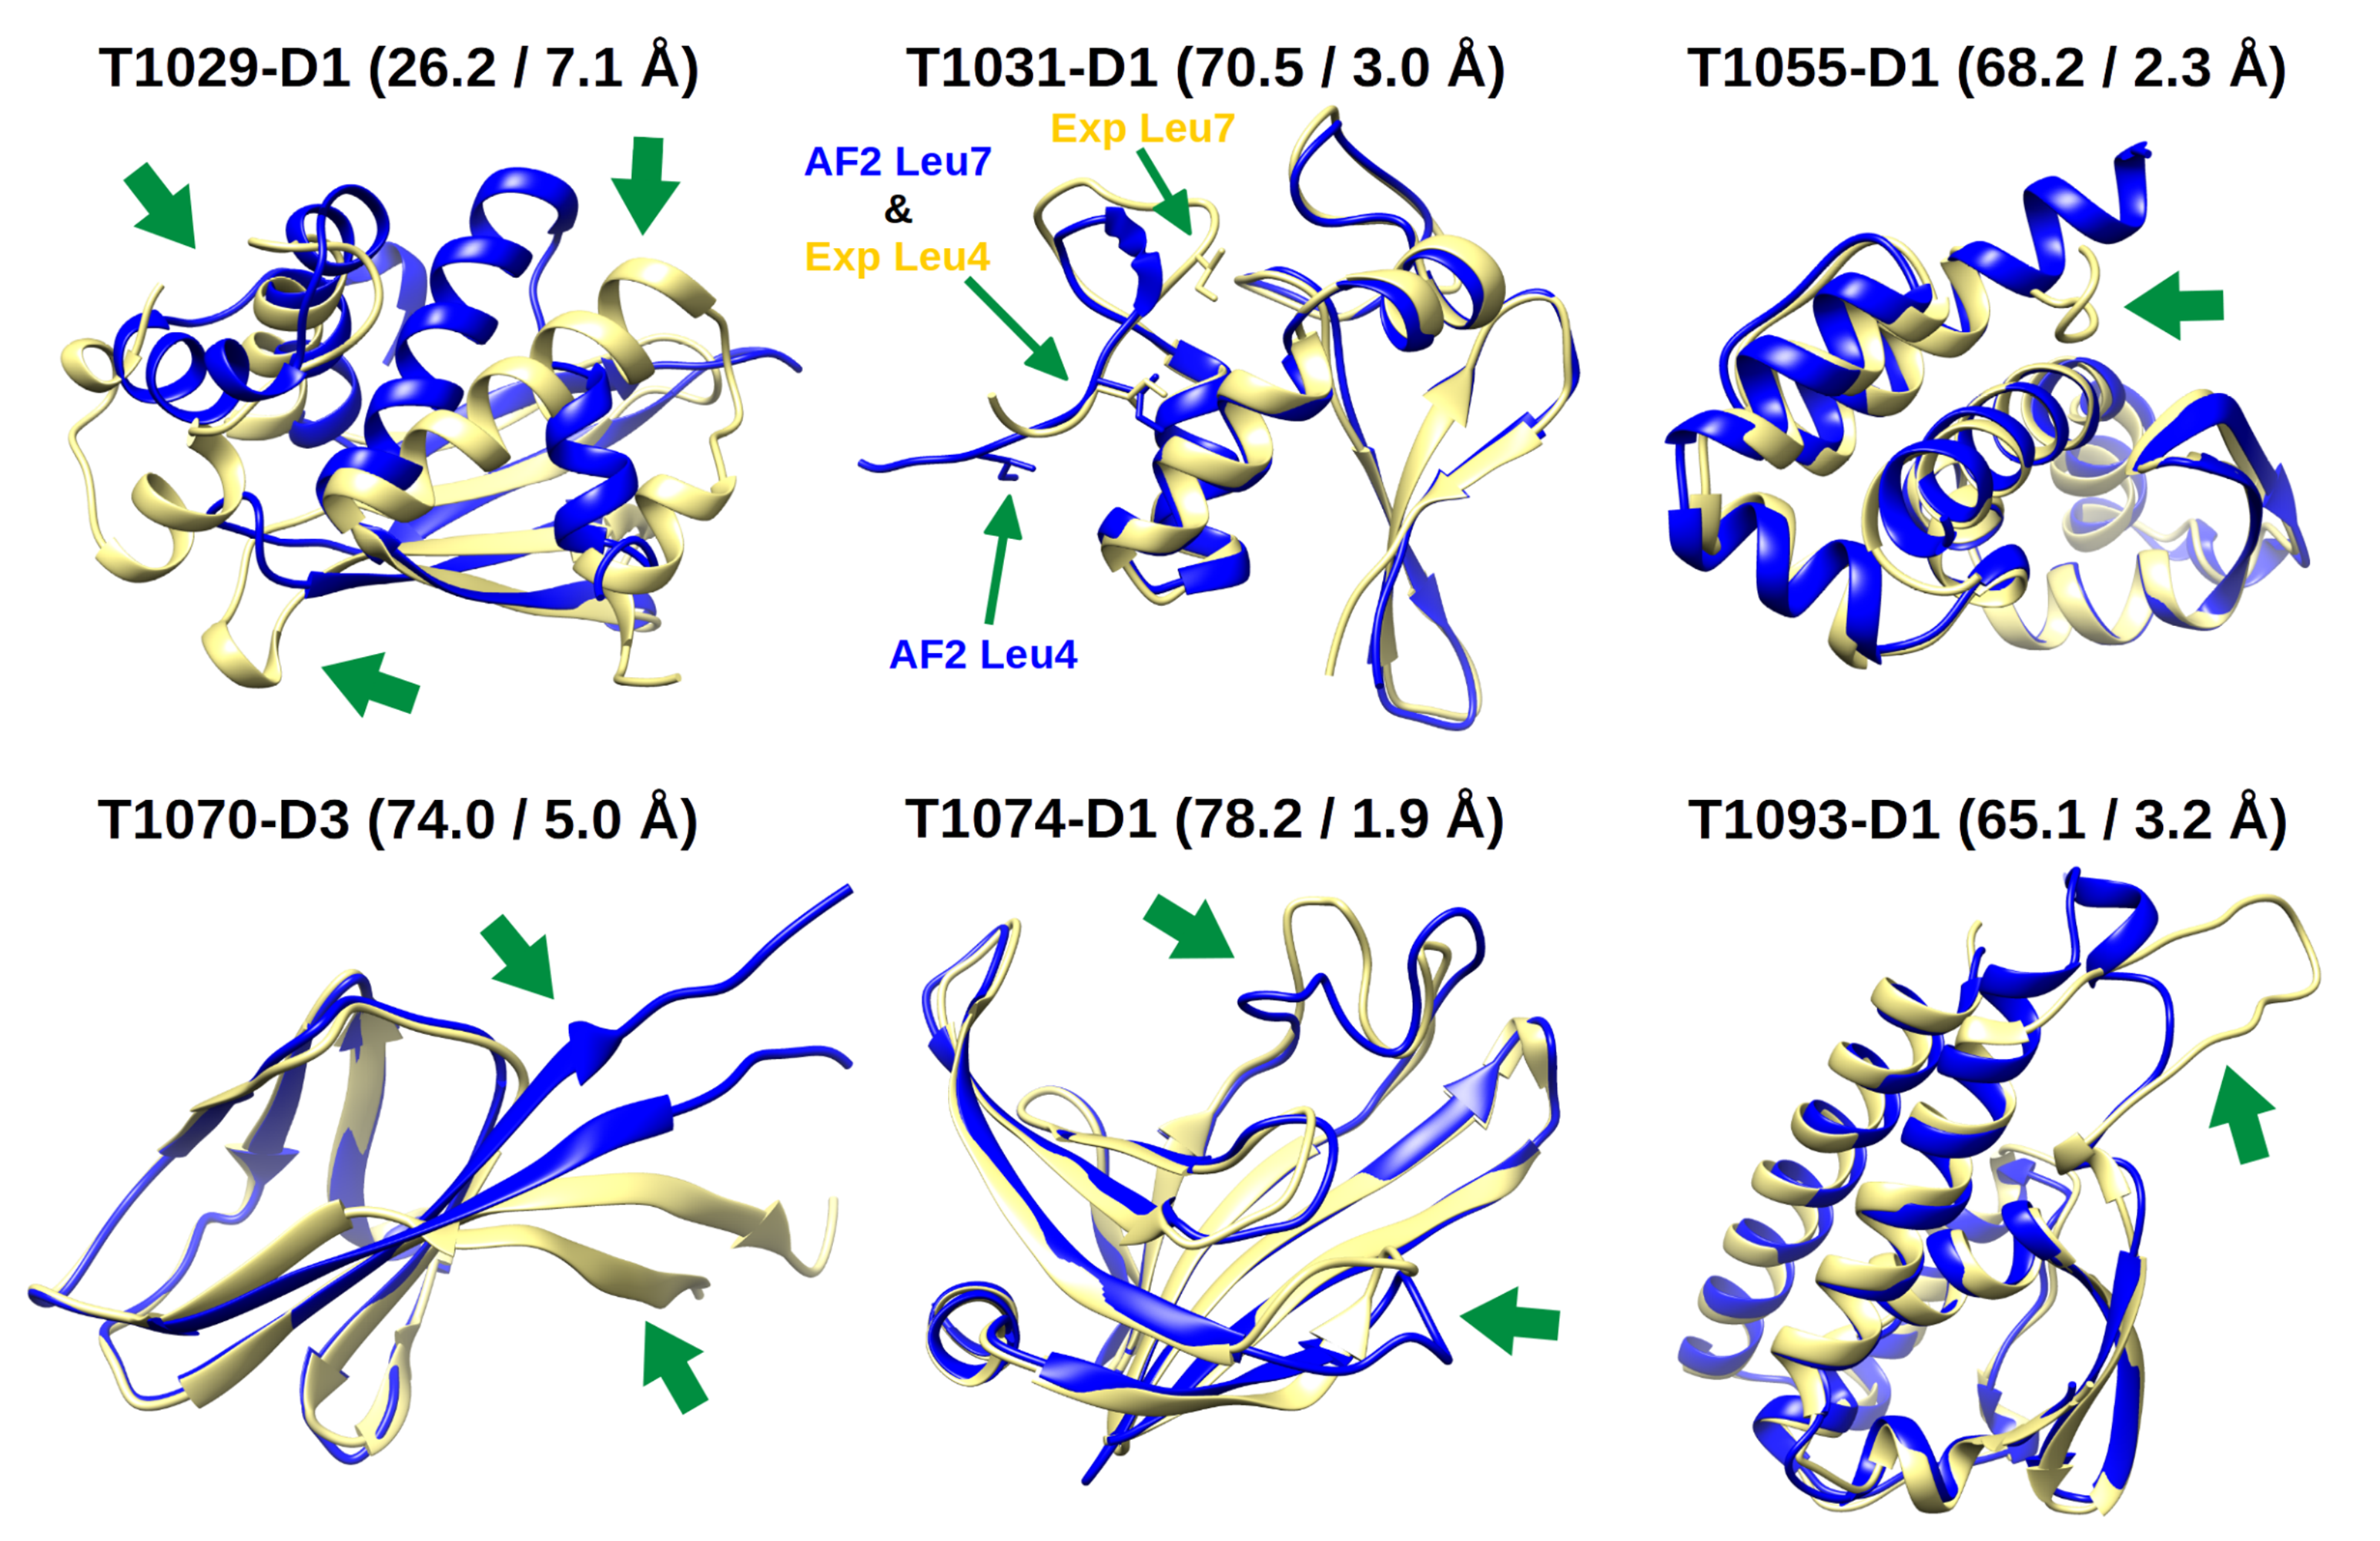 T1029-D1 (26.2 / 7.1 Å)
T1031-D1 (70.5 / 3.0 Å)
T1055-D1 (68.2 / 2.3 Å)
Exp Leu7
AF2 Leu7
&
Exp Leu4
AF2 Leu4
T1070-D3 (74.0 / 5.0 Å)
T1074-D1 (78.2 / 1.9 Å)
T1093-D1 (65.1 / 3.2 Å)